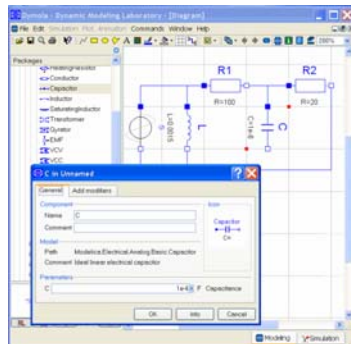 Dymola - Dynamic Modeling Laboratory - [Diagram]
File Edit Simulation Plot Animation Commands Window Help
Packages
HeatingResistor
Conductor
Capacitor
Inductor
SaturatingInductor
Transformer
Gyrator
EMF
VCV
VCC
R1
R2
R=100
R=20
L=0.0015
L
C=1e-6
C
C in Unnamed
General Add modifiers
Component
Name C
Comment
Icon
Capacitor
C=
Model
Path Modelica.Electrical.Analog.Basic.Capacitor
Comment Ideal linear electrical capacitor
Parameters
C 1e-6 F Capacitance
OK Info Cancel
Modeling Simulation